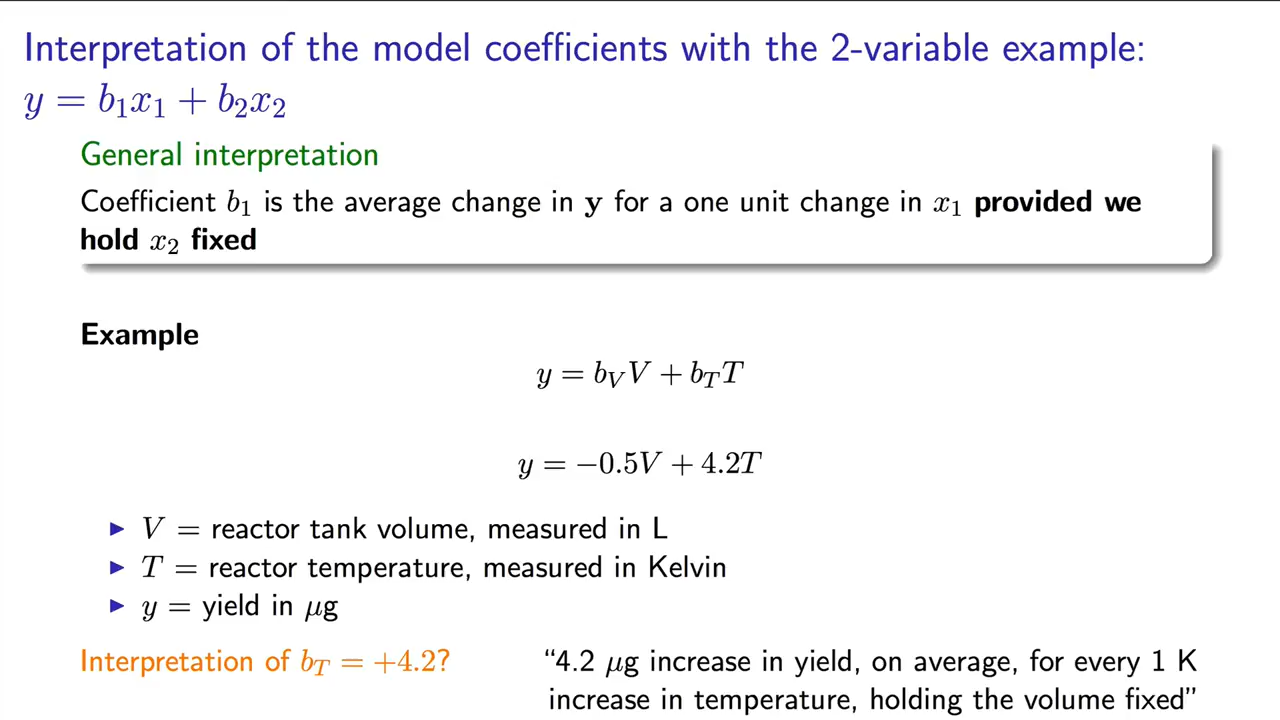 Interpretation of the model coefficients with the 2-variable example:
y = b₁x₁ + b₂x₂
General interpretation
Coefficient b₁ is the average change in y for a one unit change in x₁ provided we
hold x₂ fixed
Example
y = b_V V + b_T T
y = −0.5V + 4.2T
▶ V = reactor tank volume, measured in L
▶ T = reactor temperature, measured in Kelvin
▶ y = yield in μg
Interpretation of b_T = +4.2?
“4.2 μg increase in yield, on average, for every 1 K
increase in temperature, holding the volume fixed”